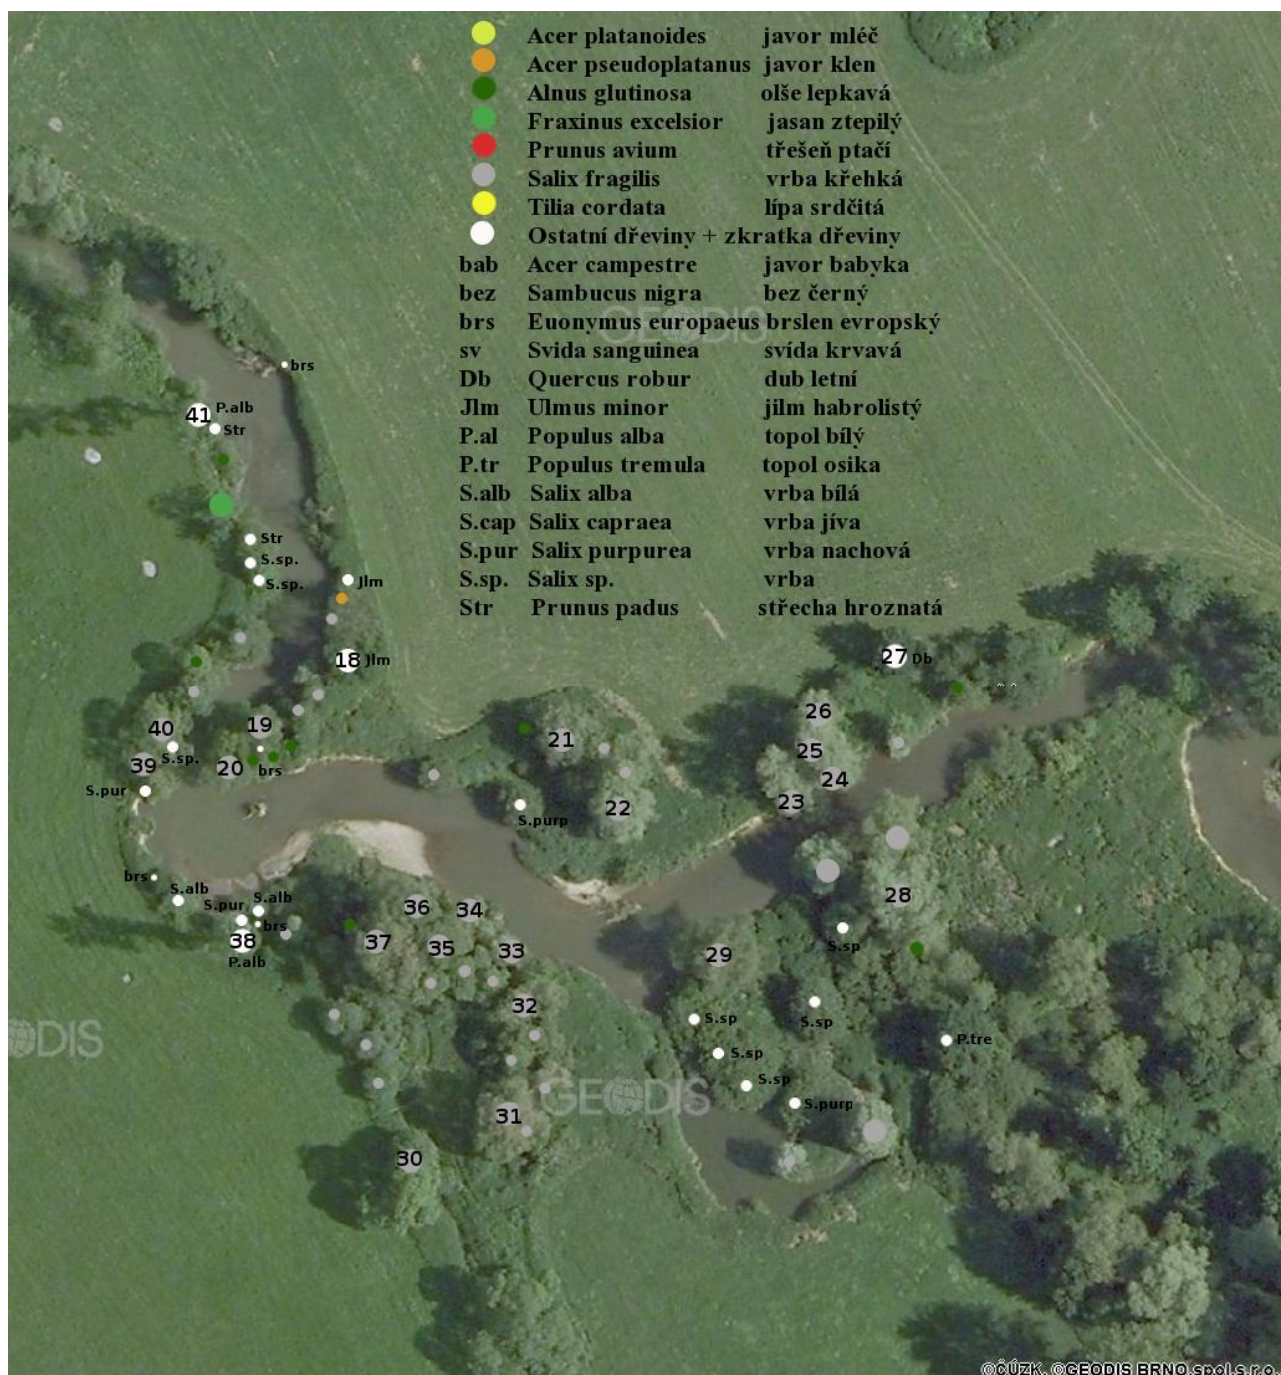 Acer platanoides javor mléč
Acer pseudoplatanus javor klen
Alnus glutinosa olše lepkavá
Fraxinus excelsior jasan ztepilý
Prunus avium třešeň ptačí
Salix fragilis vrba křehká
Tilia cordata lípa srdčitá
Ostatní dřeviny + zkratka dřeviny
bab Acer campestre javor babyka
bez Sambucus nigra bez černý
brs Euonymus europaeus brslen evropský
sv Svida sanguinea svída krvavá
Db Quercus robur dub letní
Jlm Ulmus minor jilm habrolistý
P.al Populus alba topol bílý
P.tr Populus tremula topol osika
S.alb Salix alba vrba bílá
S.cap Salix capraea vrba jíva
S.pur Salix purpurea vrba nachová
S.sp. Salix sp. vrba
Str Prunus padus střecha hroznatá
GEODIS
brs
41 P.alb
Str
Str
S.sp.
S.sp.
Jlm
18 Jlm
27 Db
26
40
19
21
25
S.sp.
39
20
brs
24
S.pur
23
22
S.purp
brs
S.alb
28
S.alb
S.pur
36
34
brs
38
37
35
33
S.sp
29
P.alb
32
S.sp
S.sp
ODIS
P.tre
S.sp
S.sp
GEODIS
S.purp
31
30
©ČÚZK, ©GEODIS BRNO,spol.s r.o.